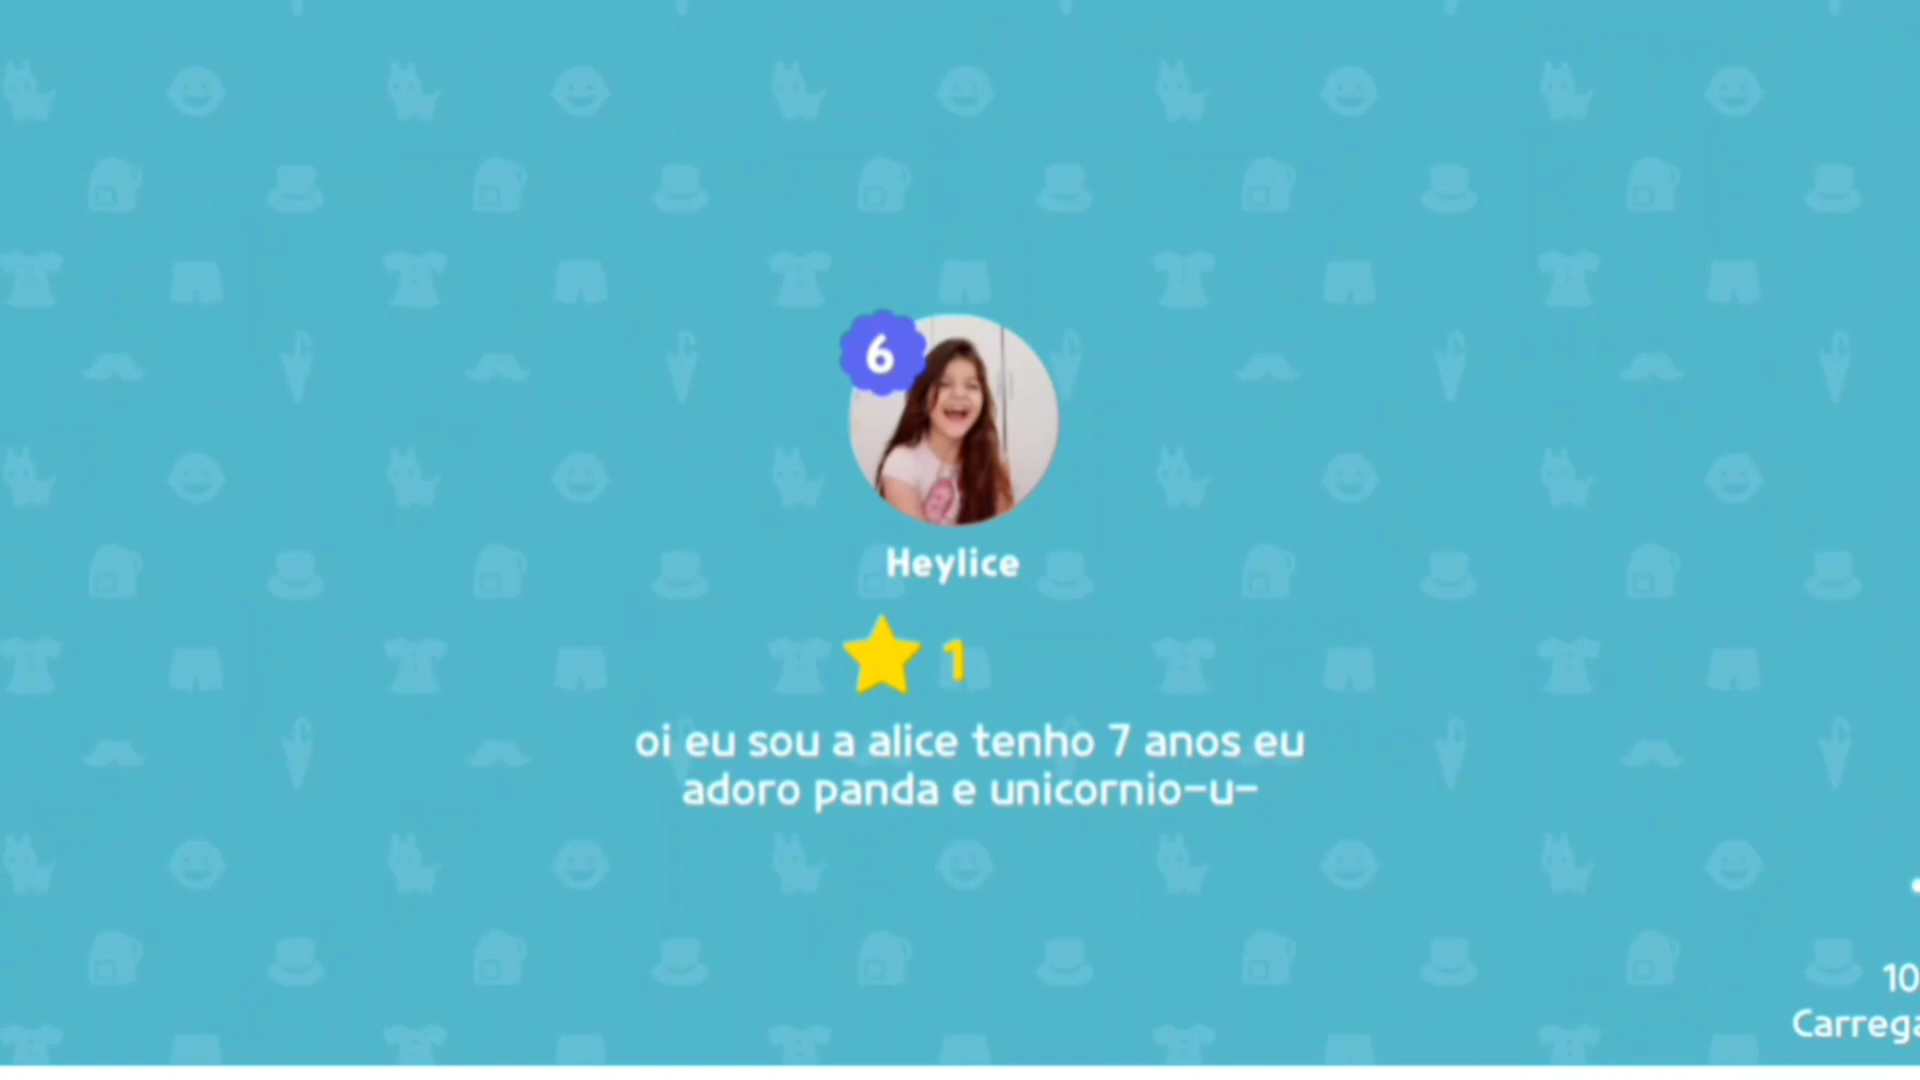 6
Heylice
1
oi eu sou a alice tenho 7 anos eu
adoro panda e unicornio-u-
10